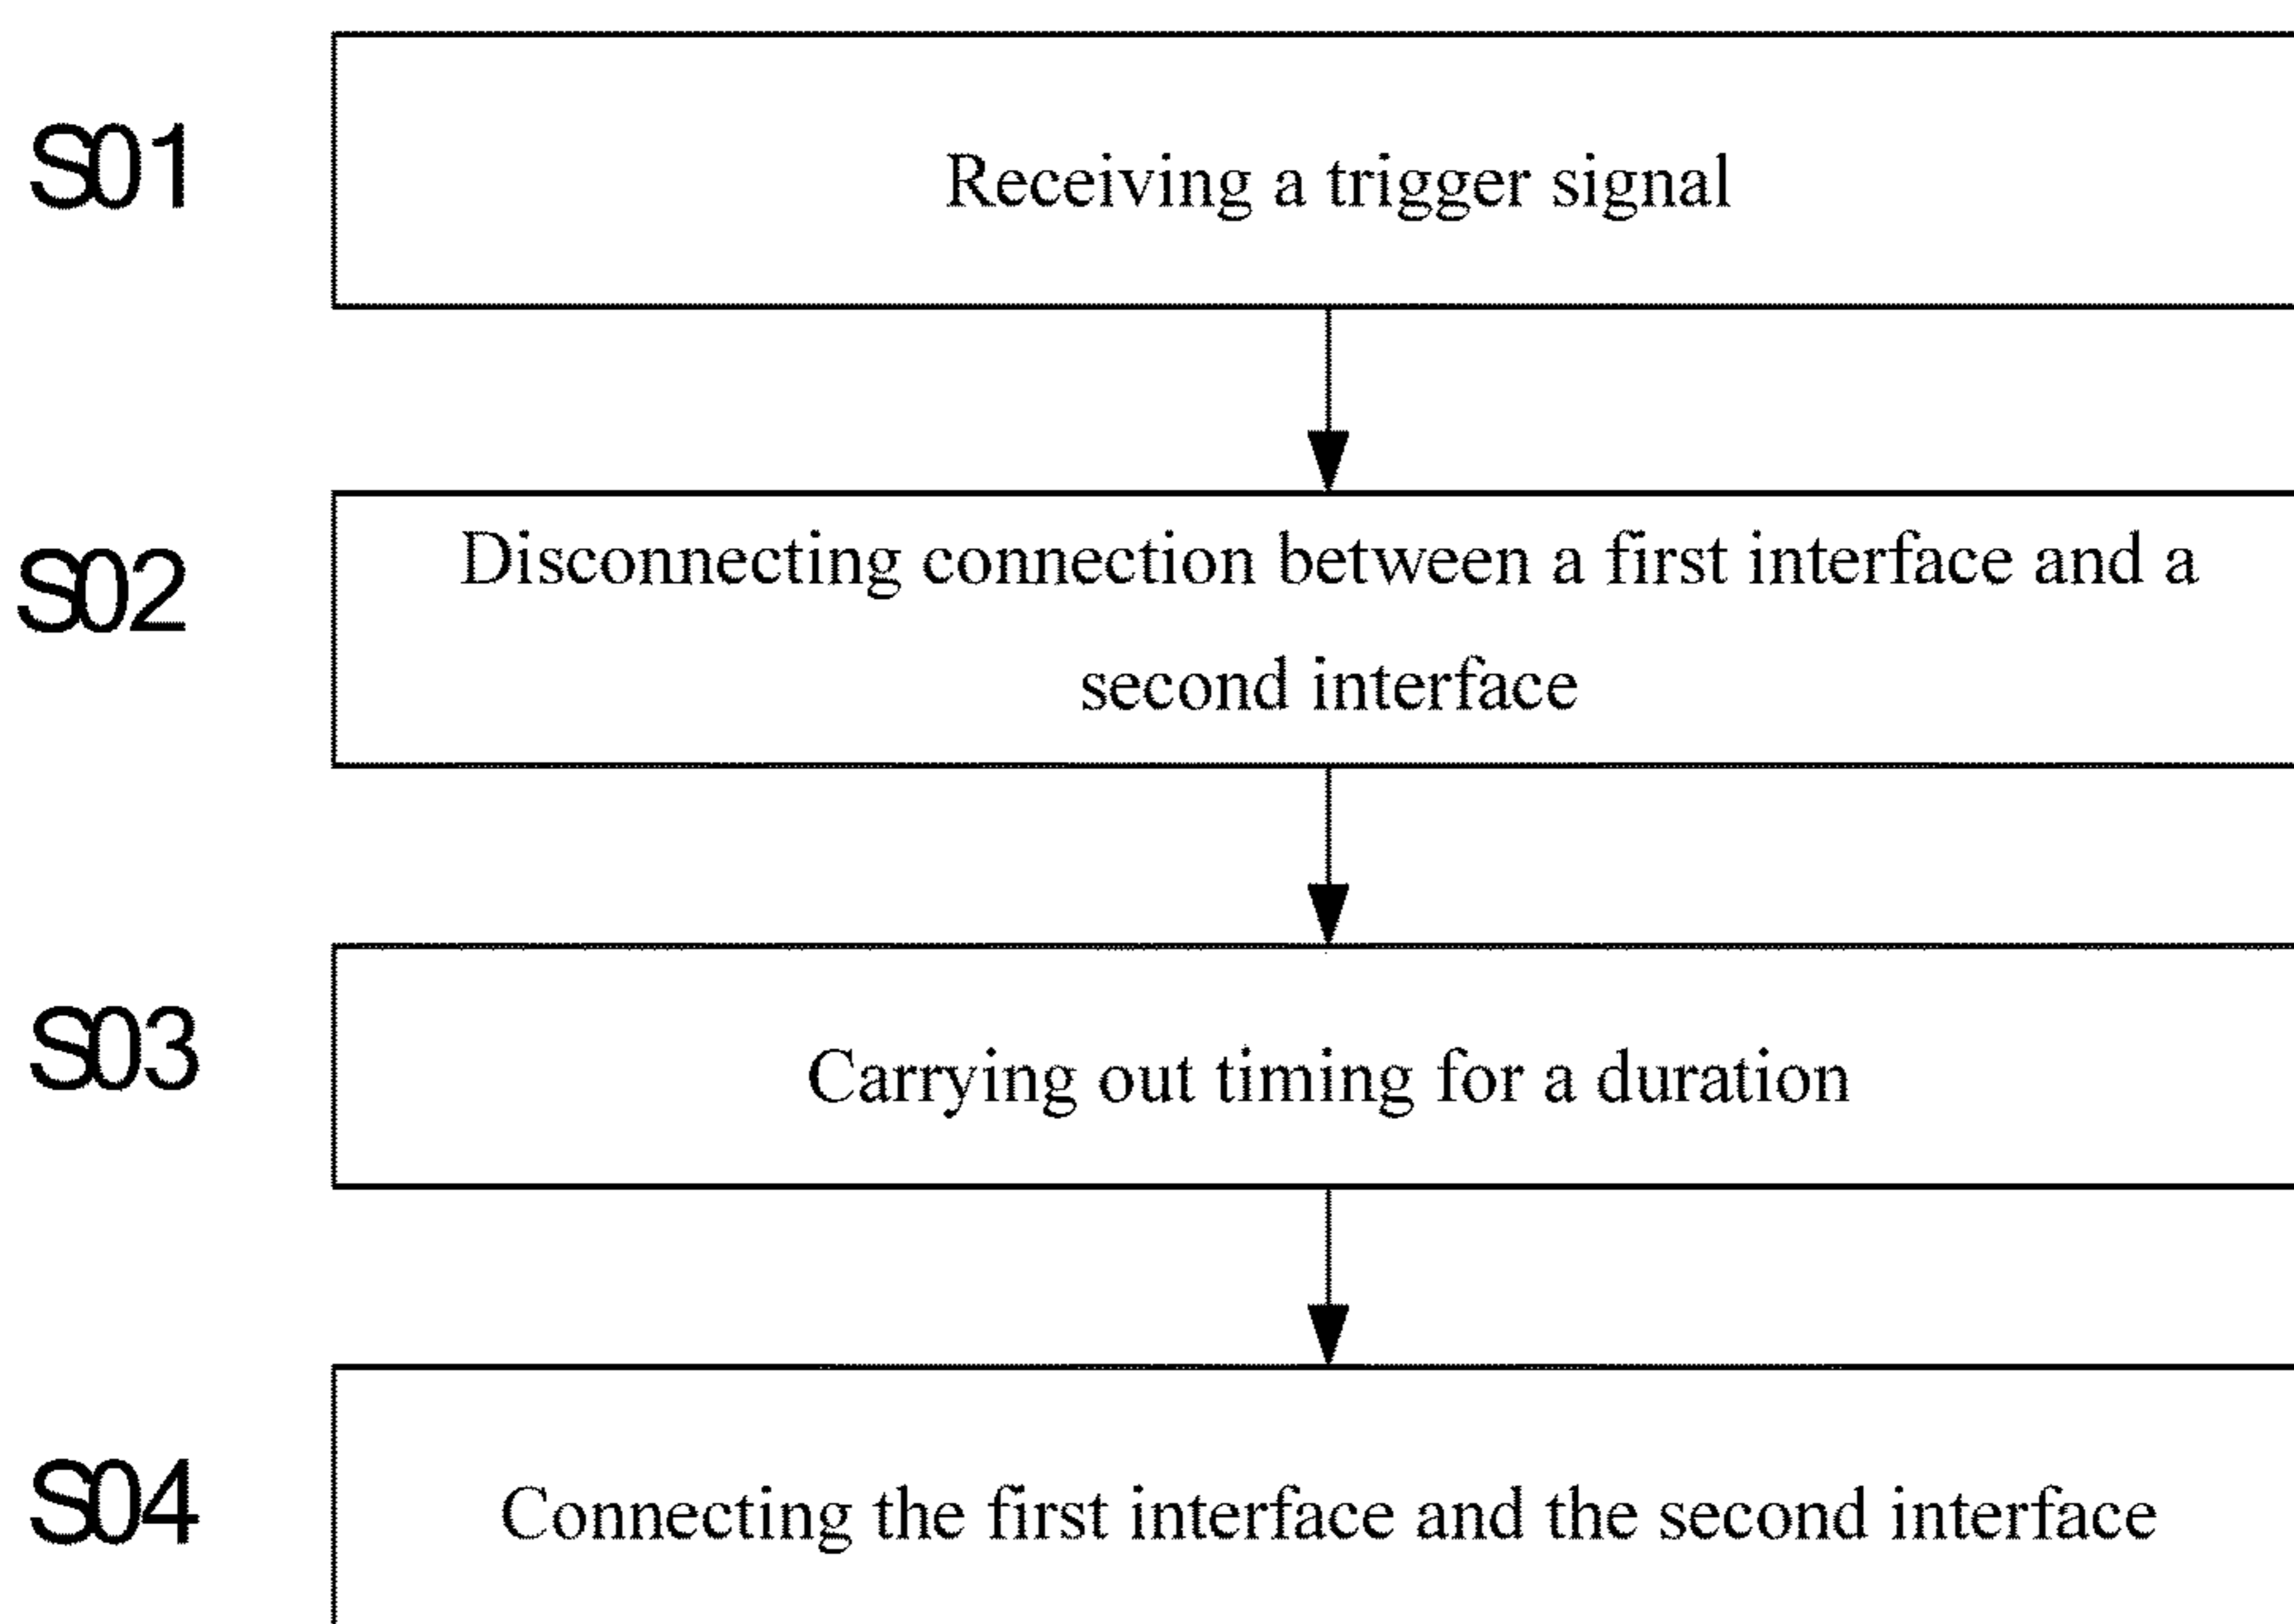 S01
Receiving a trigger signal
S02
Disconnecting connection between a first interface and a
second interface
S03
Carrying out timing for a duration
S04
Connecting the first interface and the second interface